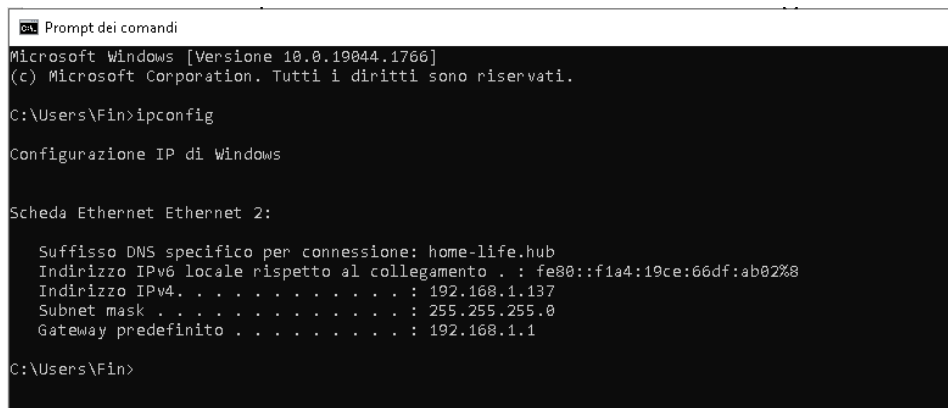 Prompt dei comandi
Microsoft Windows [Versione 10.0.19044.1766]
(c) Microsoft Corporation. Tutti i diritti sono riservati.
C:\Users\Fin>ipconfig
Configurazione IP di Windows
Scheda Ethernet Ethernet 2:
Suffisso DNS specifico per connessione: home-life.hub
Indirizzo IPv6 locale rispetto al collegamento . : fe80::f1a4:19ce:66df:ab02%8
Indirizzo IPv4. . . . . . . . . . . . : 192.168.1.137
Subnet mask . . . . . . . . . . . . . : 255.255.255.0
Gateway predefinito . . . . . . . . . : 192.168.1.1
C:\Users\Fin>